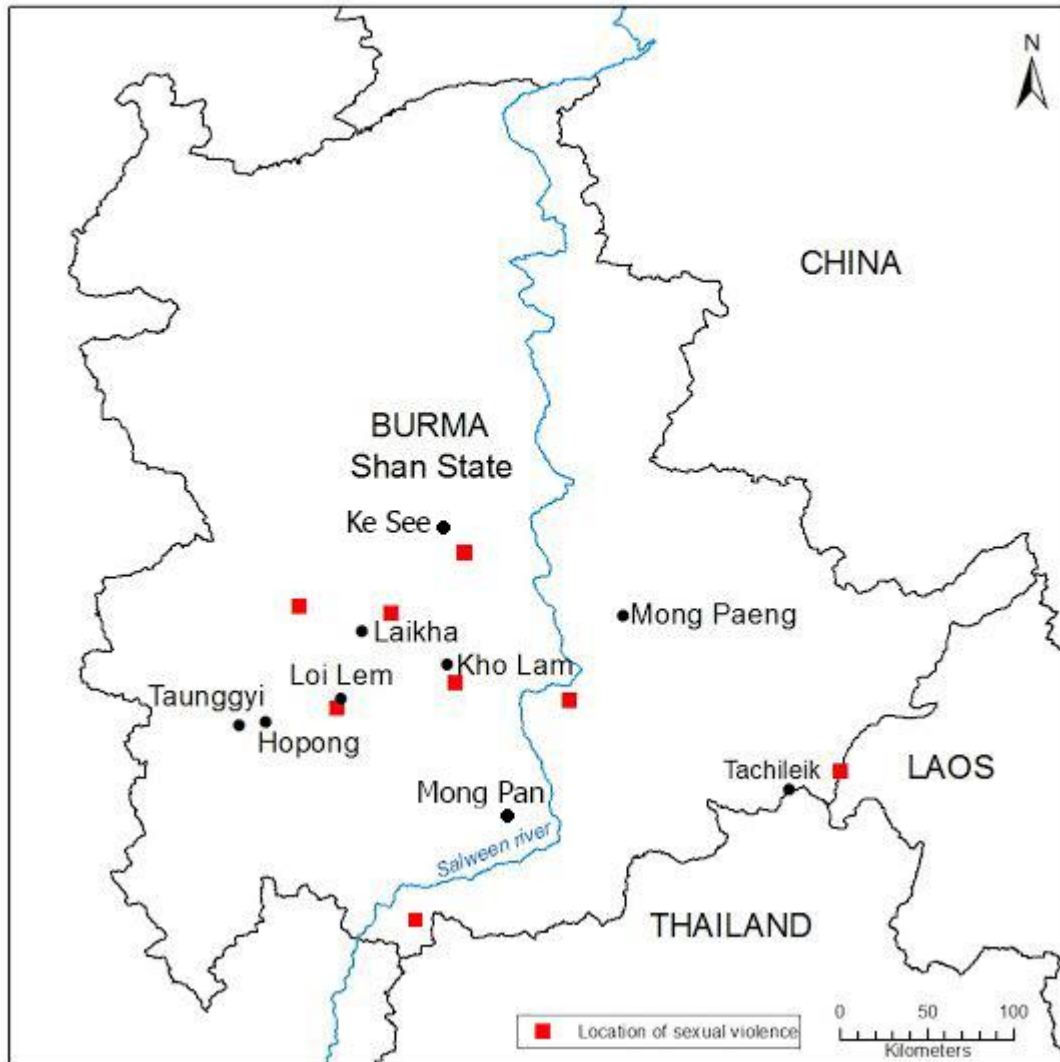 N
CHINA
BURMA
Shan State
Ke See
Mong Paeng
Laikha
Kho Lam
Loi Lem
Taunggyi
Hopong
Tachileik
LAOS
Mong Pan
Salween river
THAILAND
0 50 100
Kilometers
Location of sexual violence